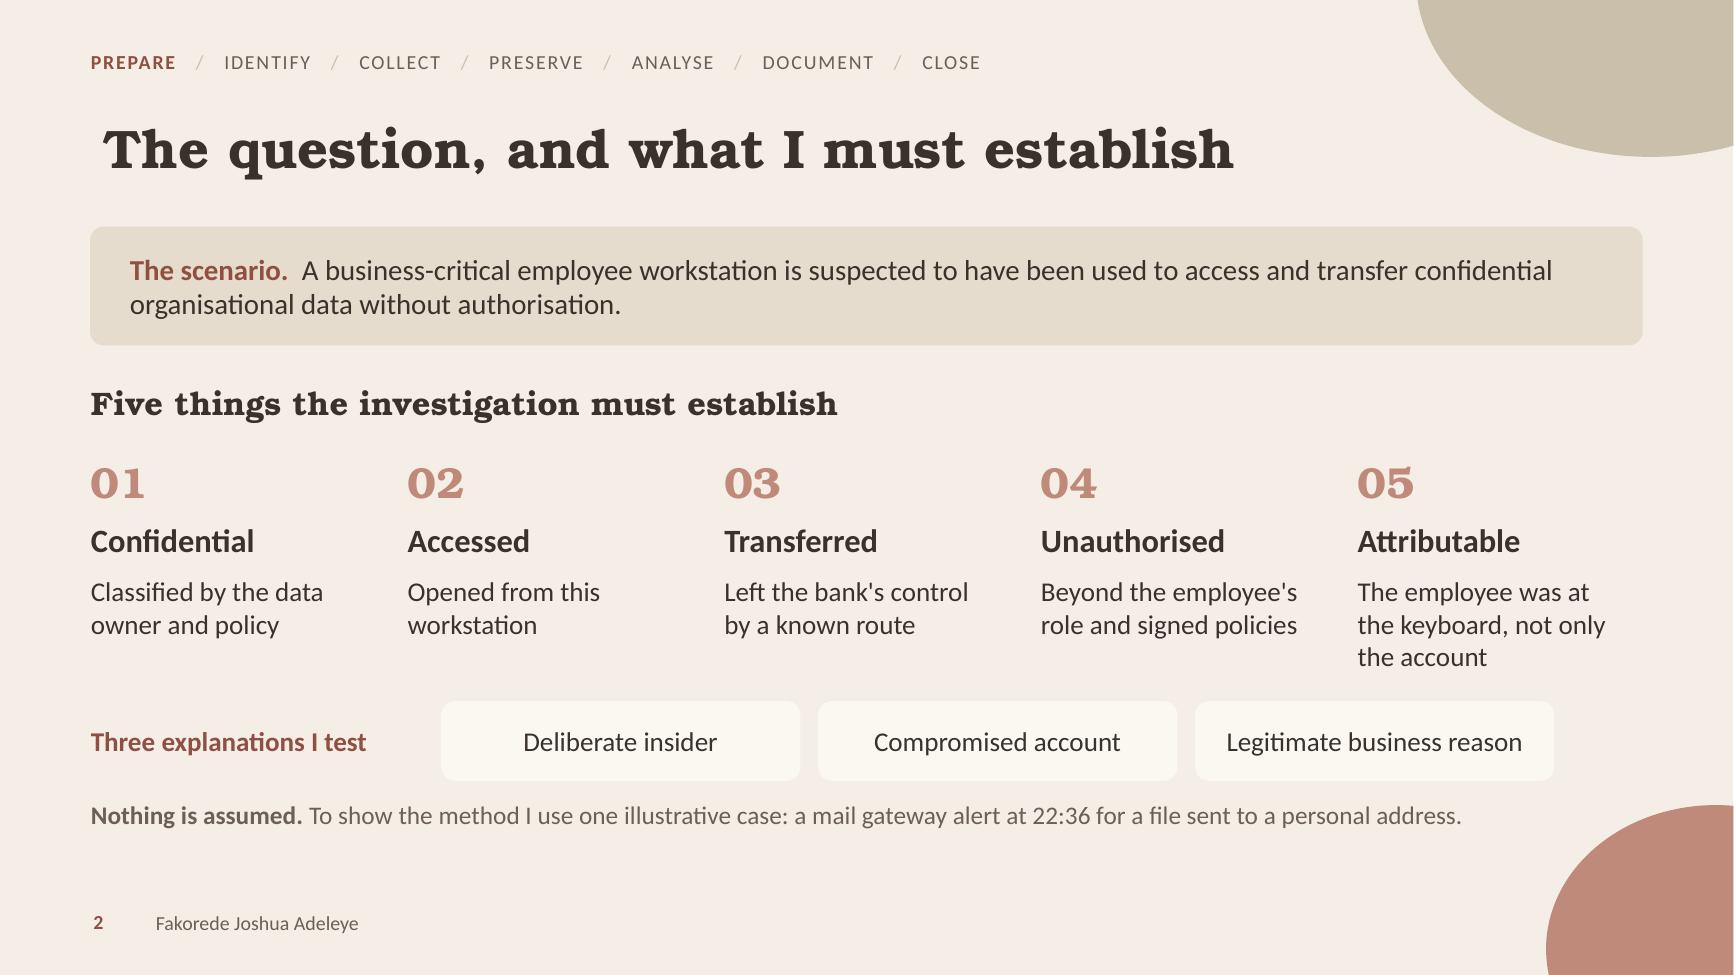 PREPARE / IDENTIFY / COLLECT / PRESERVE / ANALYSE / DOCUMENT / CLOSE
The question, and what I must establish
The scenario. A business-critical employee workstation is suspected to have been used to access and transfer confidential
organisational data without authorisation.
Five things the investigation must establish
01
Confidential
Classified by the data
owner and policy
02
Accessed
Opened from this
workstation
03
Transferred
Left the bank's control
by a known route
04
Unauthorised
Beyond the employee's
role and signed policies
05
Attributable
The employee was at
the keyboard, not only
the account
Three explanations I test
Deliberate insider
Compromised account
Legitimate business reason
Nothing is assumed. To show the method I use one illustrative case: a mail gateway alert at 22:36 for a file sent to a personal address.
2 Fakorede Joshua Adeleye